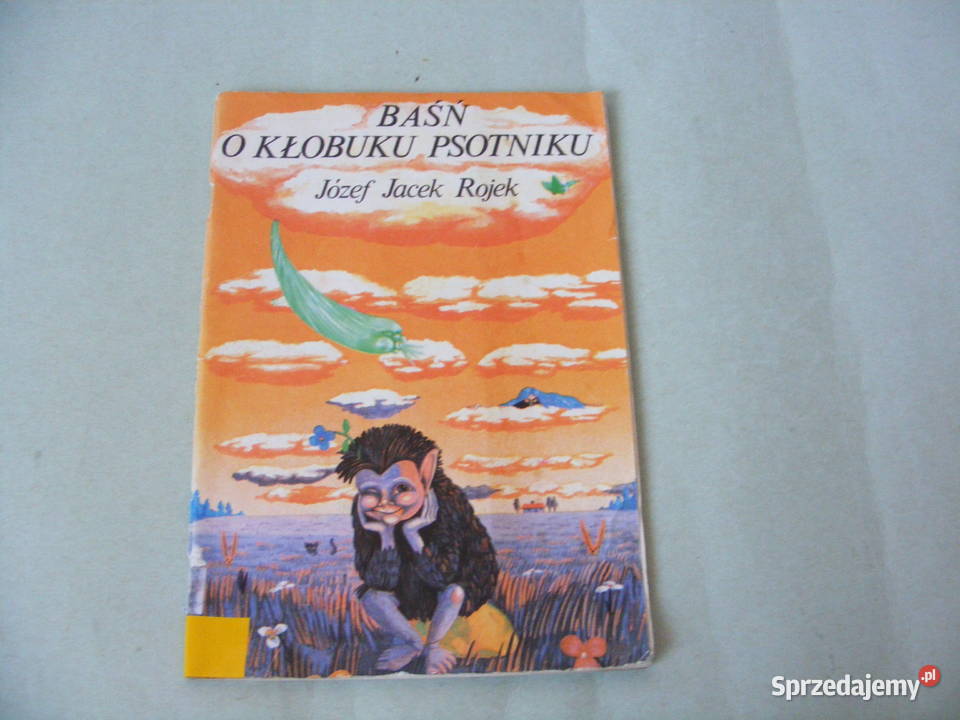 BAŚŃ
O KŁOBUKU PSOTNIKU
Józef Jacek Rojek
Sprzedajemy.pl